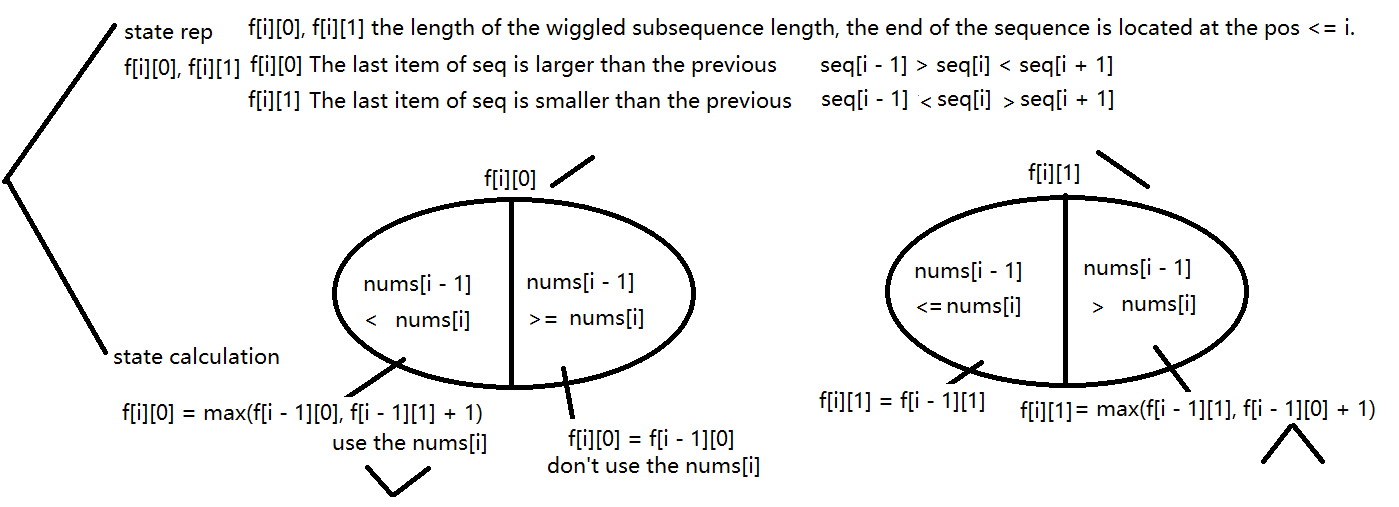 state rep f[i][0], f[i][1] the length of the wiggled subsequence length, the end of the sequence is located at the pos <= i.
f[i][0], f[i][1] f[i][0] The last item of seq is larger than the previous seq[i - 1] > seq[i] < seq[i + 1]
f[i][1] The last item of seq is smaller than the previous seq[i - 1] < seq[i] > seq[i + 1]
f[i][0]
nums[i - 1]
< nums[i]
nums[i - 1]
>= nums[i]
f[i][1]
nums[i - 1]
<= nums[i]
nums[i - 1]
> nums[i]
state calculation
f[i][0] = max(f[i - 1][0], f[i - 1][1] + 1)
use the nums[i]
f[i][0] = f[i - 1][0]
don't use the nums[i]
f[i][1] = f[i - 1][1]
f[i][1]= max(f[i - 1][1], f[i - 1][0] + 1)